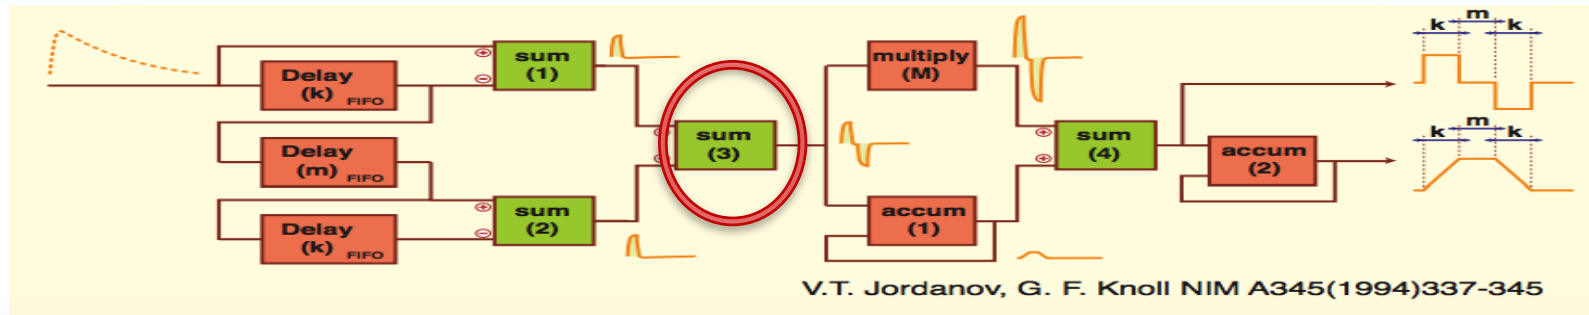 sum
(1)
Delay
(k) FIFO
Delay
(m) FIFO
sum
(2)
Delay
(k) FIFO
sum
(3)
multiply
(M)
accum
(1)
sum
(4)
accum
(2)
m
k k
m
k k
V.T. Jordanov, G. F. Knoll NIM A345(1994)337-345